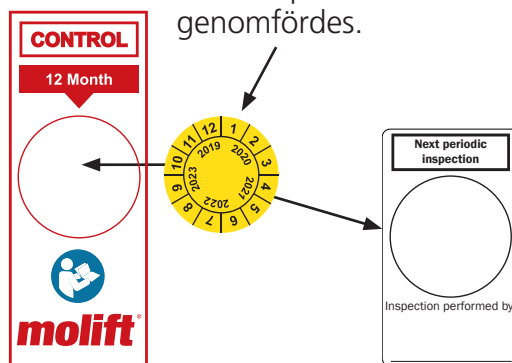 genomfördes.
CONTROL
12 Month
12 1 2 3 4 5 6 7 8 9 10 11
2019 2020 2021 2022 2023
molift®
Next periodic
inspection
Inspection performed by